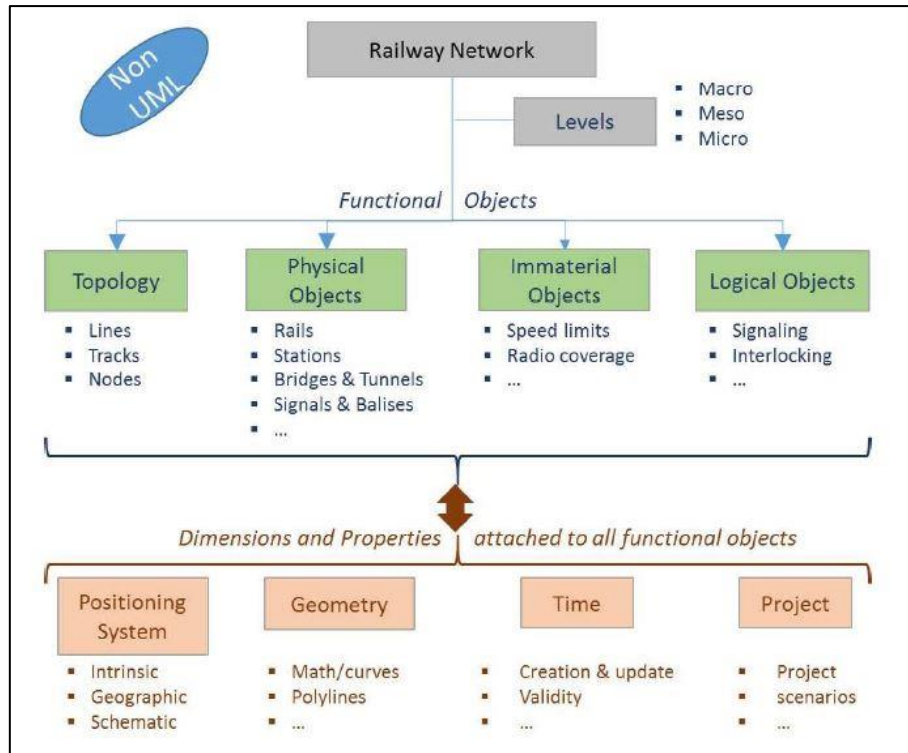 Non
UML
Railway Network
Levels
▪ Macro
▪ Meso
▪ Micro
Functional Objects
Topology
▪ Lines
▪ Tracks
▪ Nodes
Physical
Objects
▪ Rails
▪ Stations
▪ Bridges & Tunnels
▪ Signals & Balises
▪ ...
Immaterial
Objects
▪ Speed limits
▪ Radio coverage
▪ ...
Logical Objects
▪ Signaling
▪ Interlocking
▪ ...
Dimensions and Properties attached to all functional objects
Positioning
System
▪ Intrinsic
▪ Geographic
▪ Schematic
Geometry
▪ Math/curves
▪ Polylines
▪ ...
Time
▪ Creation & update
▪ Validity
▪ ...
Project
▪ Project
▪ scenarios
▪ ...